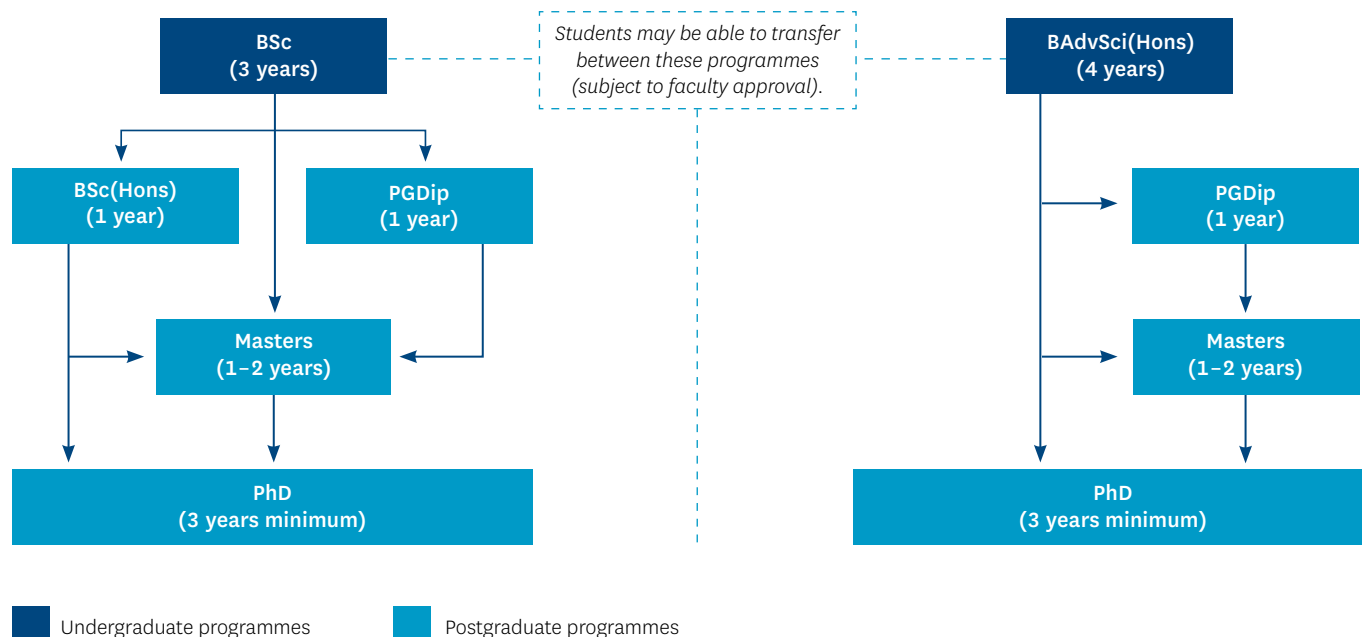 BSc
(3 years)
Students may be able to transfer
between these programmes
(subject to faculty approval).
BAdvSci(Hons)
(4 years)
BSc(Hons)
(1 year)
PGDip
(1 year)
PGDip
(1 year)
Masters
(1–2 years)
Masters
(1–2 years)
PhD
(3 years minimum)
PhD
(3 years minimum)
Undergraduate programmes
Postgraduate programmes